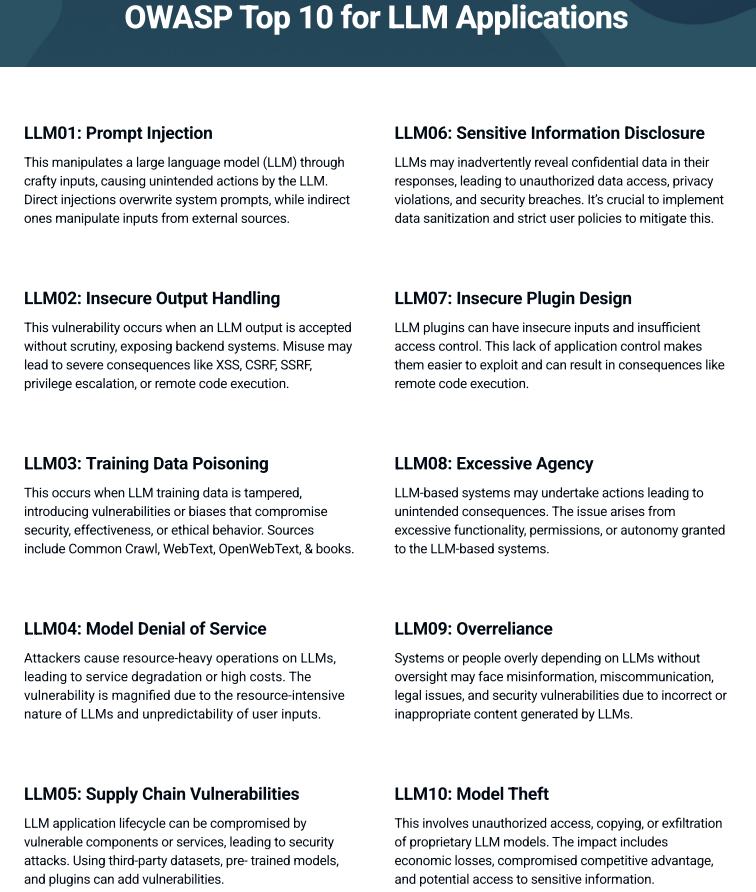 OWASP Top 10 for LLM Applications
LLM01: Prompt Injection
This manipulates a large language model (LLM) through
crafty inputs, causing unintended actions by the LLM.
Direct injections overwrite system prompts, while indirect
ones manipulate inputs from external sources.
LLM02: Insecure Output Handling
This vulnerability occurs when an LLM output is accepted
without scrutiny, exposing backend systems. Misuse may
lead to severe consequences like XSS, CSRF, SSRF,
privilege escalation, or remote code execution.
LLM03: Training Data Poisoning
This occurs when LLM training data is tampered,
introducing vulnerabilities or biases that compromise
security, effectiveness, or ethical behavior. Sources
include Common Crawl, WebText, OpenWebText, & books.
LLM04: Model Denial of Service
Attackers cause resource-heavy operations on LLMs,
leading to service degradation or high costs. The
vulnerability is magnified due to the resource-intensive
nature of LLMs and unpredictability of user inputs.
LLM05: Supply Chain Vulnerabilities
LLM application lifecycle can be compromised by
vulnerable components or services, leading to security
attacks. Using third-party datasets, pre- trained models,
and plugins can add vulnerabilities.
LLM06: Sensitive Information Disclosure
LLMs may inadvertently reveal confidential data in their
responses, leading to unauthorized data access, privacy
violations, and security breaches. It's crucial to implement
data sanitization and strict user policies to mitigate this.
LLM07: Insecure Plugin Design
LLM plugins can have insecure inputs and insufficient
access control. This lack of application control makes
them easier to exploit and can result in consequences like
remote code execution.
LLM08: Excessive Agency
LLM-based systems may undertake actions leading to
unintended consequences. The issue arises from
excessive functionality, permissions, or autonomy granted
to the LLM-based systems.
LLM09: Overreliance
Systems or people overly depending on LLMs without
oversight may face misinformation, miscommunication,
legal issues, and security vulnerabilities due to incorrect or
inappropriate content generated by LLMs.
LLM10: Model Theft
This involves unauthorized access, copying, or exfiltration
of proprietary LLM models. The impact includes
economic losses, compromised competitive advantage,
and potential access to sensitive information.